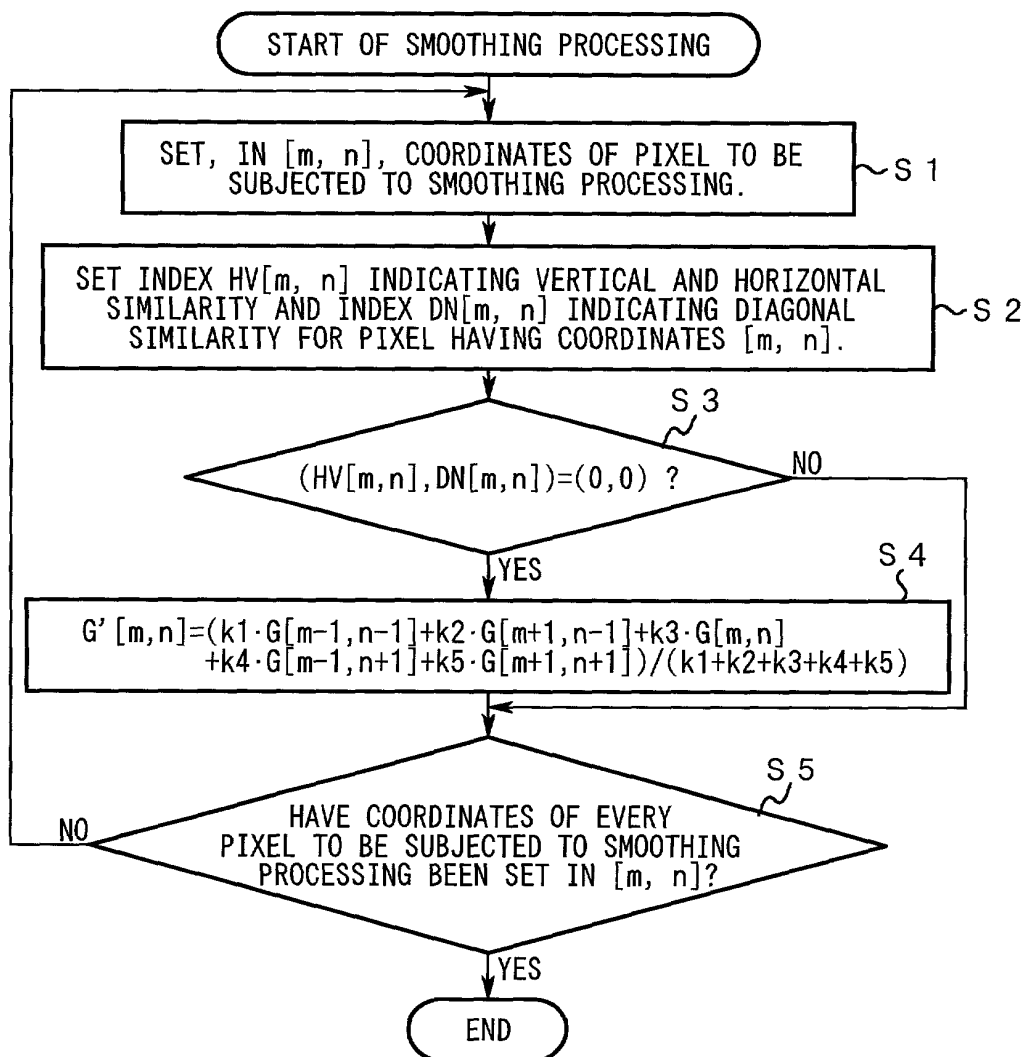 START OF SMOOTHING PROCESSING
SET, IN [m, n], COORDINATES OF PIXEL TO BE
SUBJECTED TO SMOOTHING PROCESSING.
S 1
SET INDEX HV[m, n] INDICATING VERTICAL AND HORIZONTAL
SIMILARITY AND INDEX DN[m, n] INDICATING DIAGONAL
SIMILARITY FOR PIXEL HAVING COORDINATES [m, n].
S 2
S 3
(HV[m,n],DN[m,n])=(0,0) ?
NO
YES
S 4
G'[m,n]=(k1·G[m-1,n-1]+k2·G[m+1,n-1]+k3·G[m,n]
+k4·G[m-1,n+1]+k5·G[m+1,n+1])/(k1+k2+k3+k4+k5)
S 5
HAVE COORDINATES OF EVERY
PIXEL TO BE SUBJECTED TO SMOOTHING
PROCESSING BEEN SET IN [m, n]?
NO
YES
END